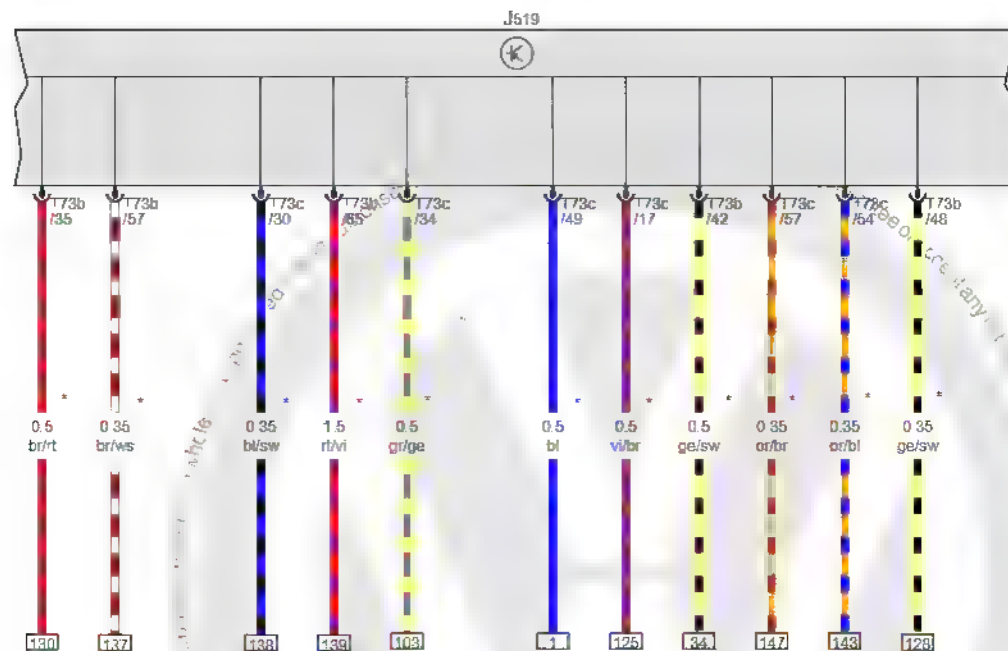 J519
K
T73b T73b T73c T73c T73c T73c T73b T73c T73c T73b
/35 /57 /30 /34 /49 /17 /42 /57 /54 /48
* * * * * * * * * * *
0.5 0.35 0.35 1.5 0.5 0.5 0.5 0.5 0.35 0.35 0.35
br/rt br/ws bl/sw rt/vi gr/ge bl vi/br ge/sw or/br or/bl ge/sw
130 137 138 139 103 1 125 34 147 143 128